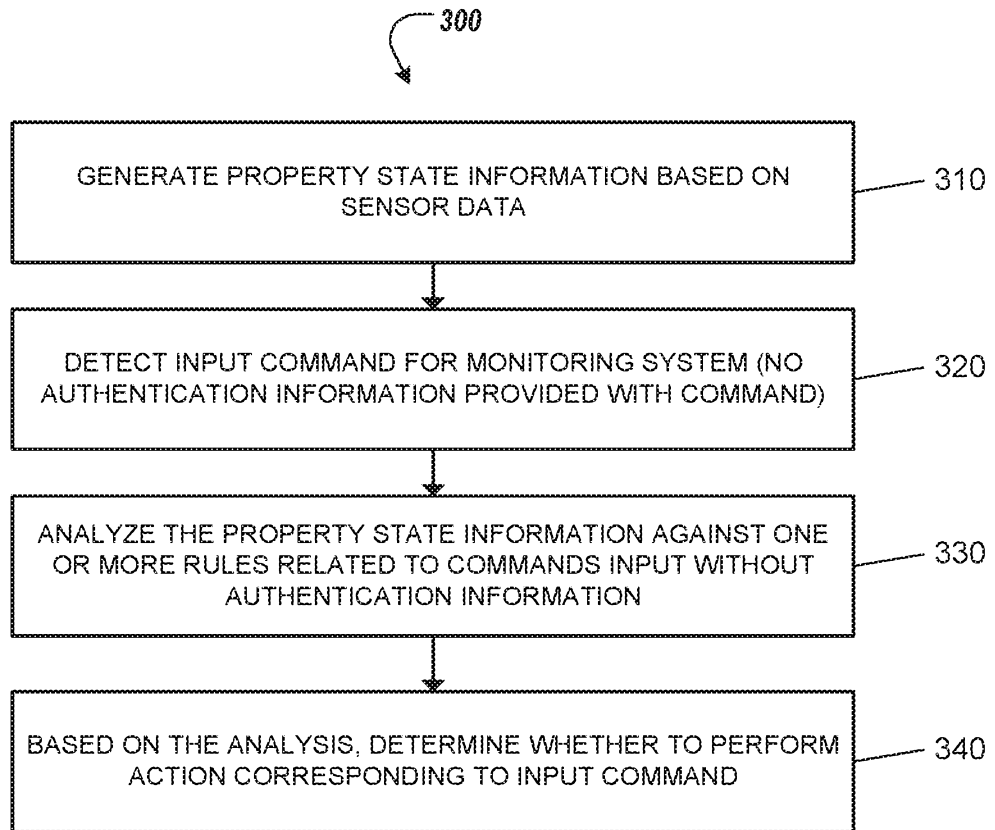 300
GENERATE PROPERTY STATE INFORMATION BASED ON
SENSOR DATA
310
DETECT INPUT COMMAND FOR MONITORING SYSTEM (NO
AUTHENTICATION INFORMATION PROVIDED WITH COMMAND)
320
ANALYZE THE PROPERTY STATE INFORMATION AGAINST ONE
OR MORE RULES RELATED TO COMMANDS INPUT WITHOUT
AUTHENTICATION INFORMATION
330
BASED ON THE ANALYSIS, DETERMINE WHETHER TO PERFORM
ACTION CORRESPONDING TO INPUT COMMAND
340